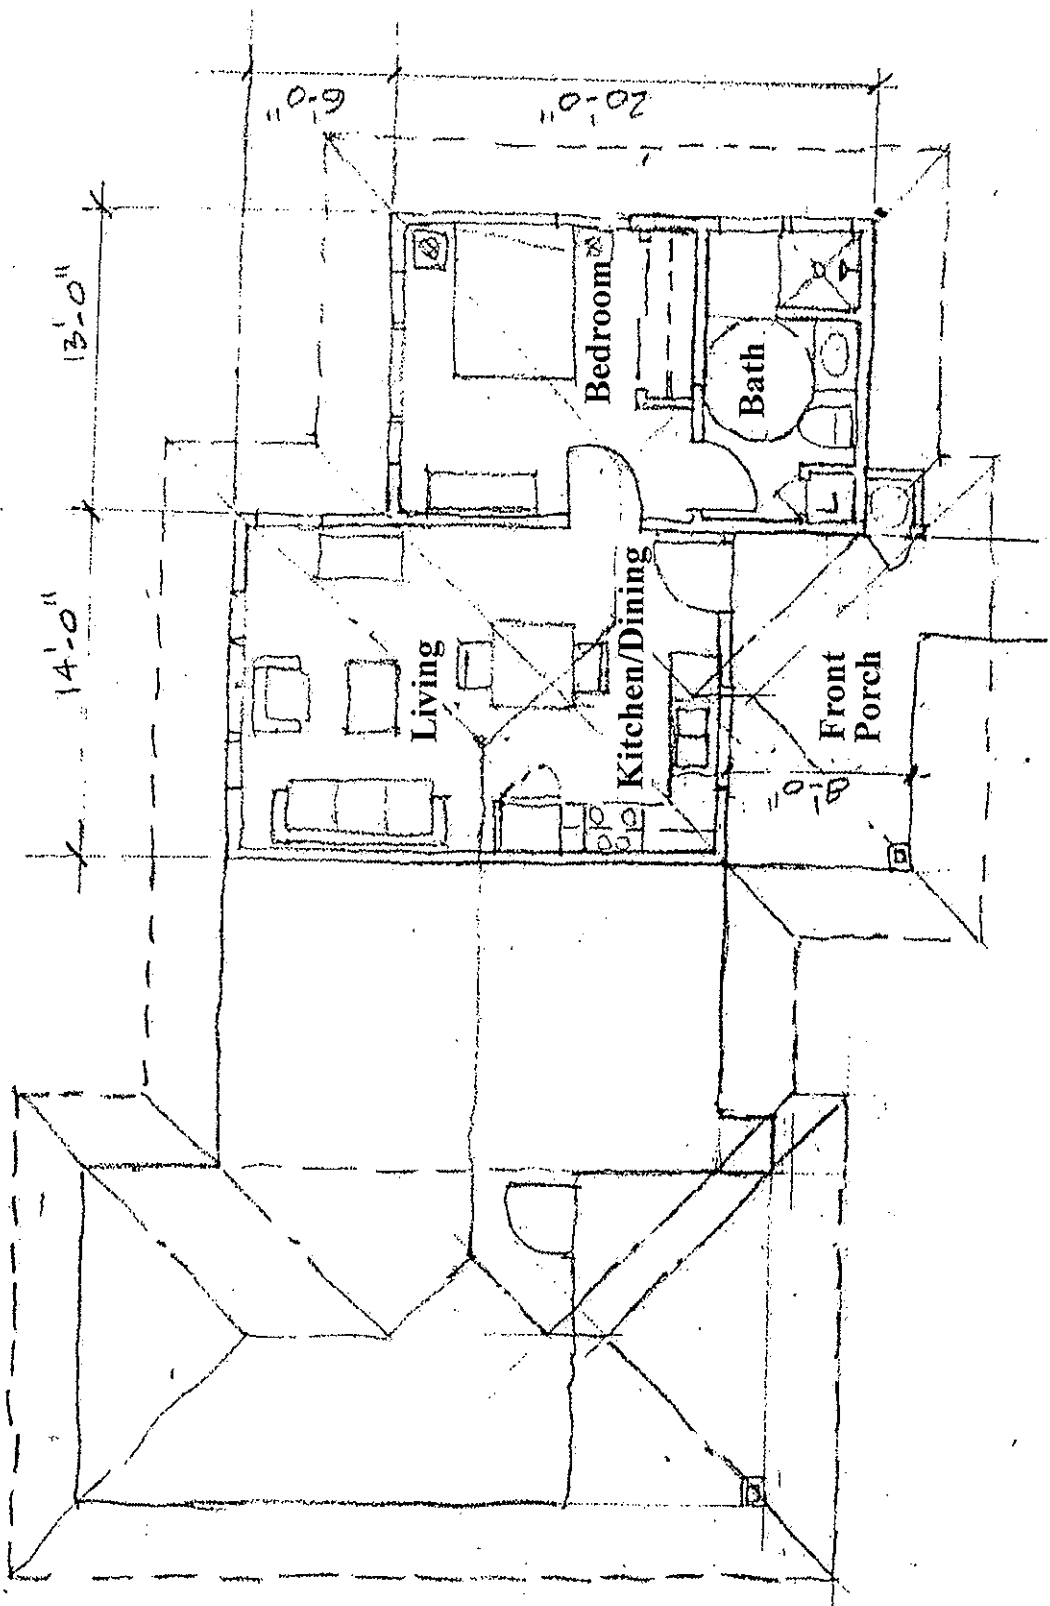 6'-0"
20'-0"
13'-0"
14'-0"
Bedroom
Bath
Living
Kitchen/Dining
Front
Porch
8'-0"